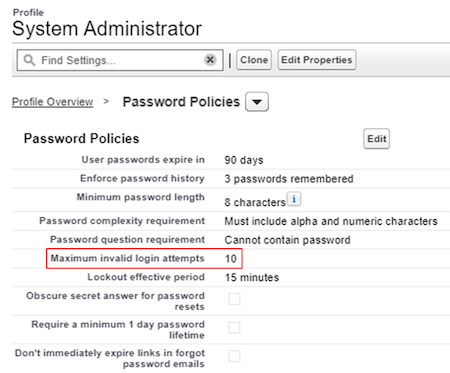 Profile
System Administrator
Find Settings...
Clone
Edit Properties
Profile Overview > Password Policies
Password Policies
Edit
User passwords expire in 90 days
Enforce password history 3 passwords remembered
Minimum password length 8 characters i
Password complexity requirement Must include alpha and numeric characters
Password question requirement Cannot contain password
Maximum invalid login attempts 10
Lockout effective period 15 minutes
Obscure secret answer for password
resets
Require a minimum 1 day password
lifetime
Don't immediately expire links in forgot
password emails